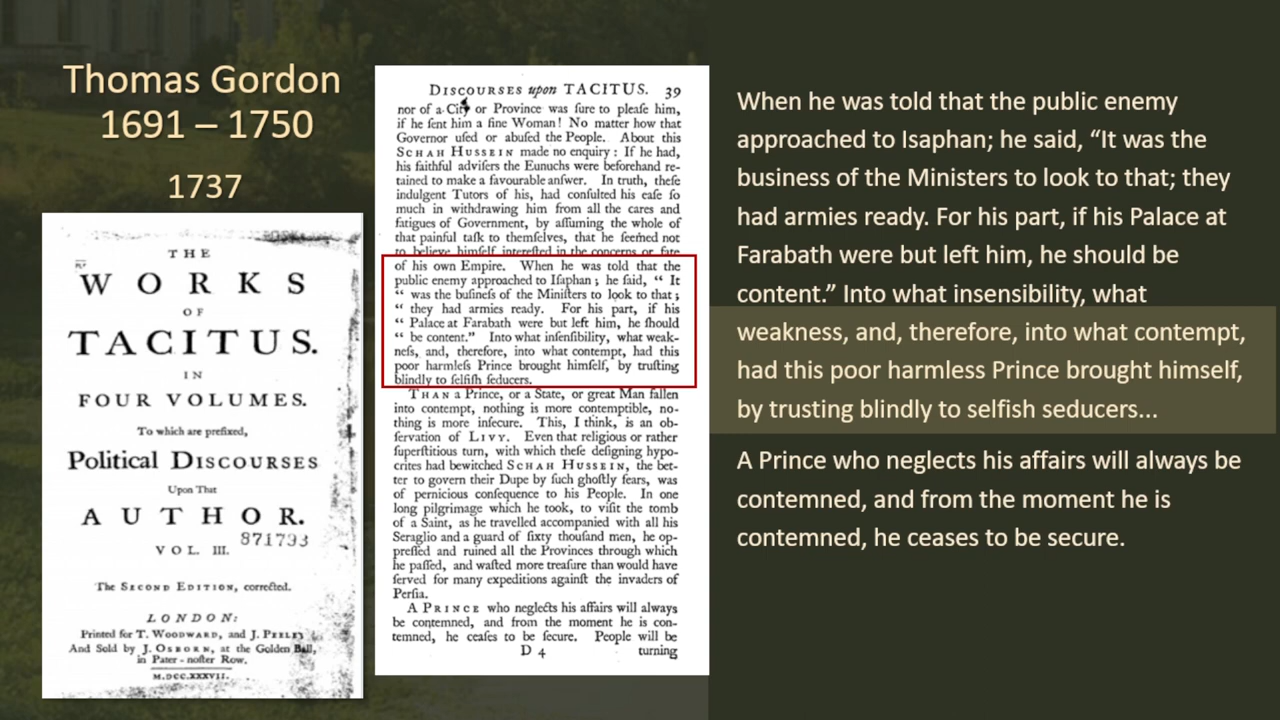 Thomas Gordon
1691 – 1750
1737
THE
WORKS
OF
TACITUS.
IN
FOUR VOLUMES.
To which are prefixed,
Political DISCOURSES
Upon That
AUTHOR.
VOL. III.
871793
The SECOND EDITION, corrected.
LONDON:
Printed for T. WOODWARD, and J. PEELE;
And Sold by J. OSBORN, at the Golden Ball,
in Pater-noſter Row.
M.DCC.XXXVII.
DISCOURSES upon TACITUS. 39
nor of a City or Province was ſure to pleaſe him,
if he ſent him a fine Woman! No matter how that
Governor uſed or abuſed the People. About this
SCHAH HUSSEIN made no enquiry: If he had,
his faithful adviſers the Eunuchs were beforehand re-
tained to make a favourable anſwer. In truth, theſe
indulgent Tutors of his, had conſulted his eaſe ſo
much in withdrawing him from all the cares and
fatigues of Government, by aſſuming the whole of
that painful taſk to themſelves, that he ſeemed not
to believe himſelf intereſted in the concerns or fate
of his own Empire. When he was told that the
public enemy approached to Iſaphan; he ſaid, “ It
“ was the buſineſs of the Miniſters to look to that;
“ they had armies ready. For his part, if his
“ Palace at Farabath were but left him, he ſhould
“ be content.” Into what inſenſibility, what weak-
neſs, and, therefore, into what contempt, had this
poor harmleſs Prince brought himſelf, by truſting
blindly to ſelfiſh ſeducers.
THAN a Prince, or a State, or great Man fallen
into contempt, nothing is more contemptible, no-
thing is more inſecure. This, I think, is an ob-
ſervation of LIVY. Even that religious or rather
ſuperſtitious turn, with which theſe deſigning hypo-
crites had bewitched SCHAH HUSSEIN, the bet-
ter to govern their Dupe by ſuch ghoſtly fears, was
of pernicious conſequence to his People. In one
long pilgrimage which he took, to viſit the tomb
of a Saint, as he travelled accompanied with all his
Seraglio and a guard of ſixty thouſand men, he op-
preſſed and ruined all the Provinces through which
he paſſed, and waſted more treaſure than would have
ſerved for many expeditions againſt the invaders of
Perſia.
A PRINCE who neglects his affairs will always
be contemned, and from the moment he is con-
temned, he ceaſes to be ſecure. People will be
D 4 turning
When he was told that the public enemy
approached to Isaphan; he said, “It was the
business of the Ministers to look to that; they
had armies ready. For his part, if his Palace at
Farabath were but left him, he should be
content.” Into what insensibility, what
weakness, and, therefore, into what contempt,
had this poor harmless Prince brought himself,
by trusting blindly to selfish seducers...
A Prince who neglects his affairs will always be
contemned, and from the moment he is
contemned, he ceases to be secure.